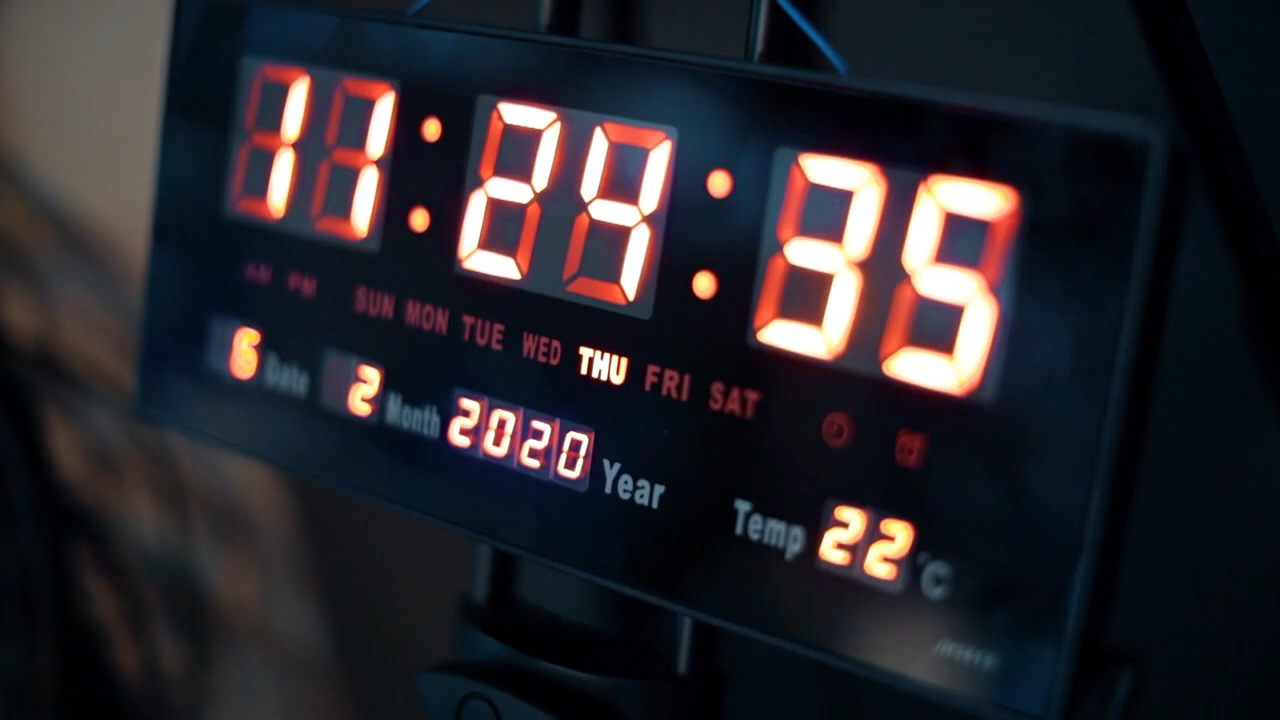 11:24:35
AM PM SUN MON TUE WED THU FRI SAT
6 Date 2 Month 2020 Year
Temp 22 °C